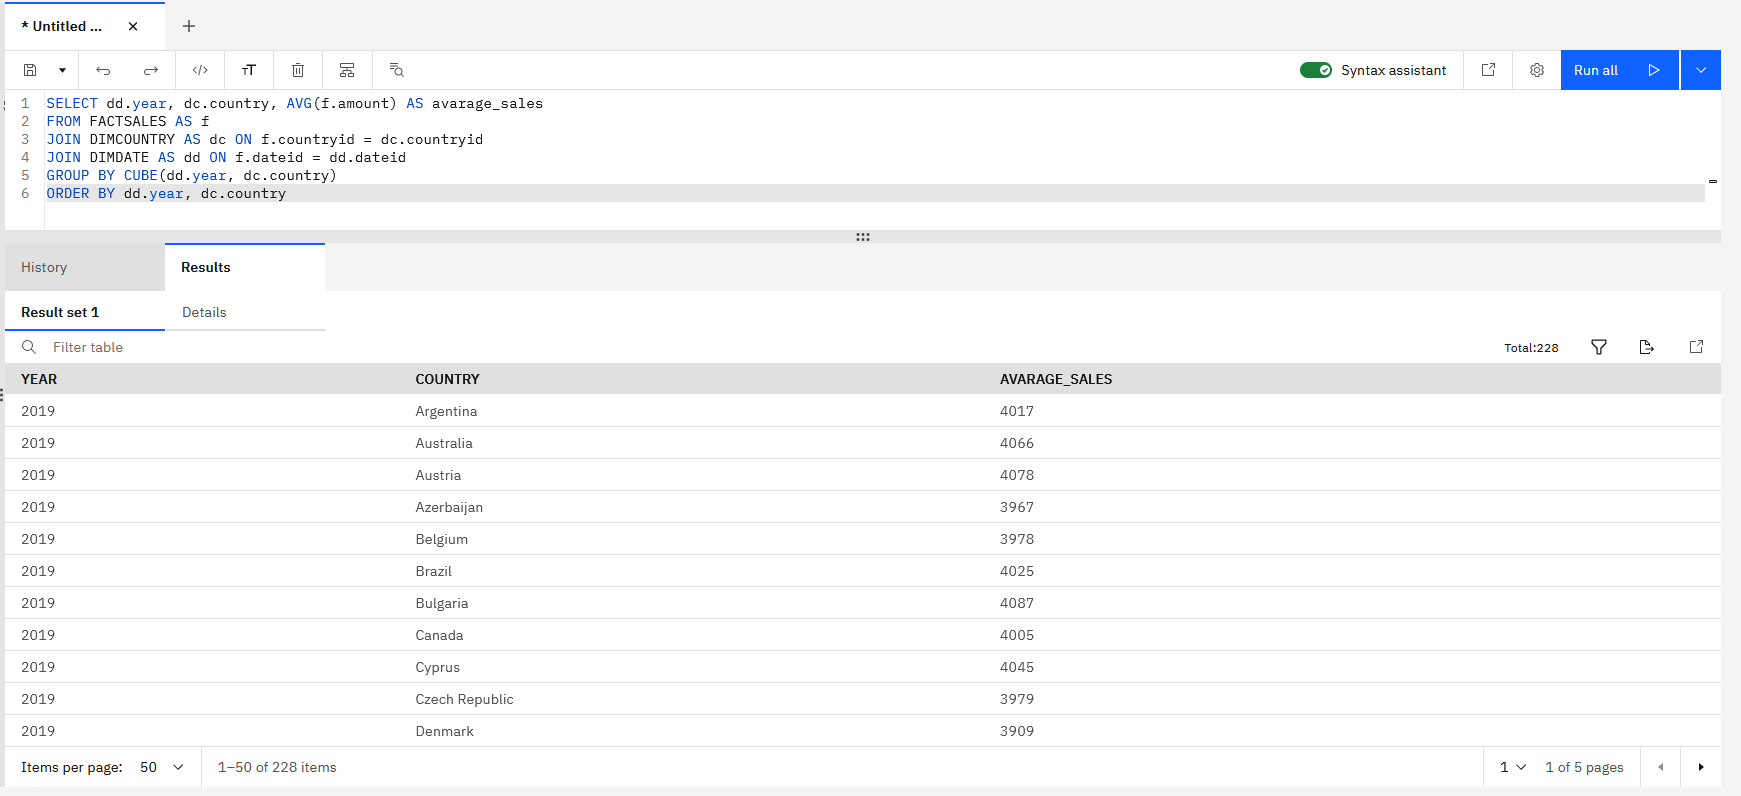 * Untitled ...
Syntax assistant
Run all
1 SELECT dd.year, dc.country, AVG(f.amount) AS avarage_sales
2 FROM FACTSALES AS f
3 JOIN DIMCOUNTRY AS dc ON f.countryid = dc.countryid
4 JOIN DIMDATE AS dd ON f.dateid = dd.dateid
5 GROUP BY CUBE(dd.year, dc.country)
6 ORDER BY dd.year, dc.country
History Results
Result set 1 Details
Filter table Total:228
YEAR COUNTRY AVARAGE_SALES
2019 Argentina 4017
2019 Australia 4066
2019 Austria 4078
2019 Azerbaijan 3967
2019 Belgium 3978
2019 Brazil 4025
2019 Bulgaria 4087
2019 Canada 4005
2019 Cyprus 4045
2019 Czech Republic 3979
2019 Denmark 3909
Items per page: 50 1–50 of 228 items 1 1 of 5 pages